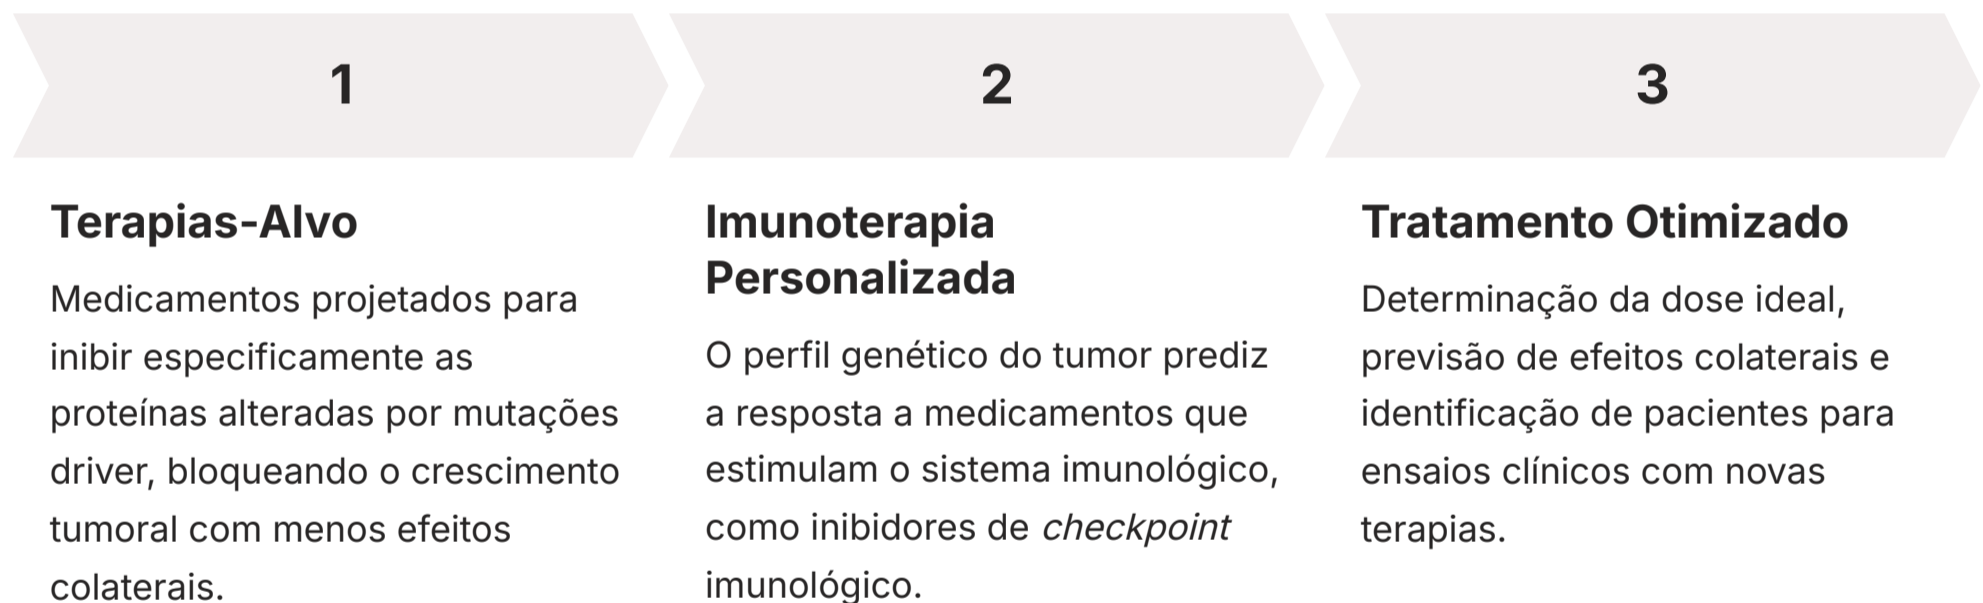 1
Terapias-Alvo
Medicamentos projetados para
inibir especificamente as
proteínas alteradas por mutações
driver, bloqueando o crescimento
tumoral com menos efeitos
colaterais.
2
Imunoterapia
Personalizada
O perfil genético do tumor prediz
a resposta a medicamentos que
estimulam o sistema imunológico,
como inibidores de checkpoint
imunológico.
3
Tratamento Otimizado
Determinação da dose ideal,
previsão de efeitos colaterais e
identificação de pacientes para
ensaios clínicos com novas
terapias.